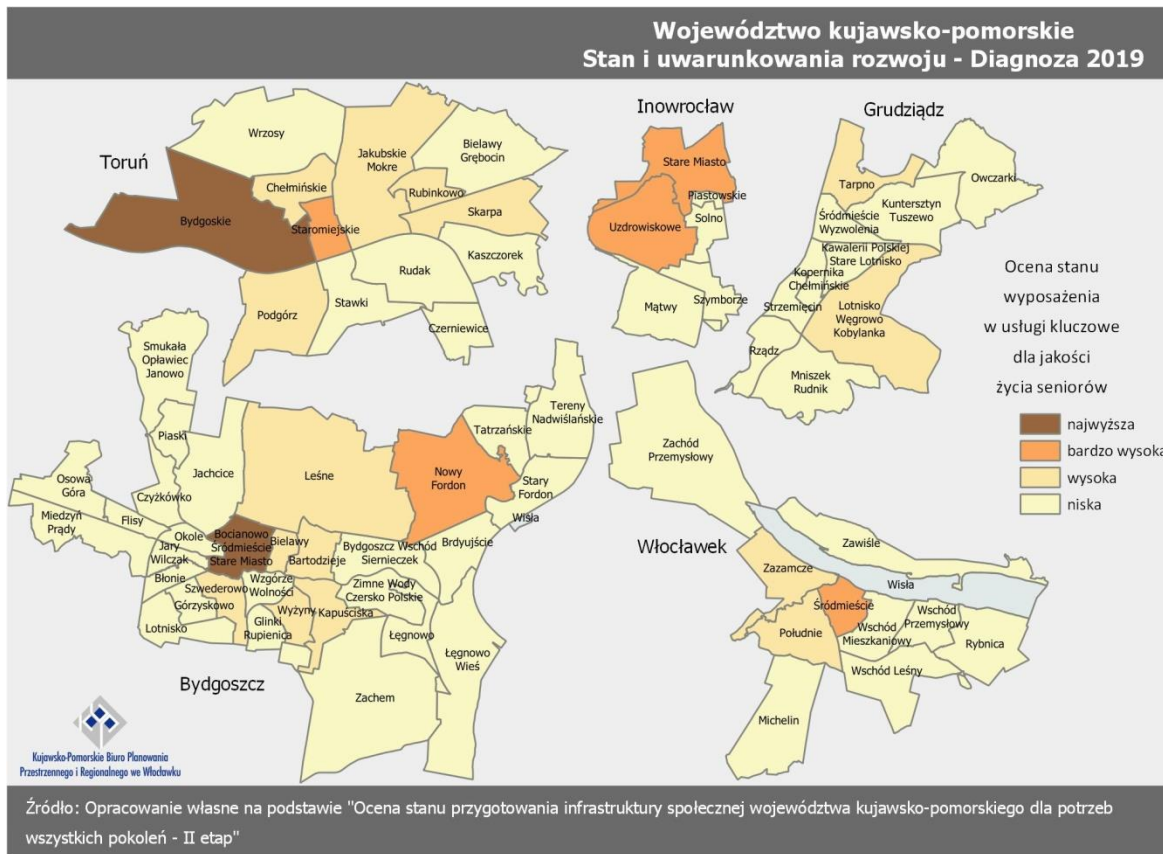 Województwo kujawsko-pomorskie
Stan i uwarunkowania rozwoju - Diagnoza 2019
Toruń
Wrzosy
Jakubskie
Mokre
Bielawy
Grębocin
Chełmińskie
Rubinkowo
Bydgoskie
Staromiejskie
Skarpa
Kaszczorek
Rudak
Stawki
Podgórz
Czerniewice
Inowrocław
Stare Miasto
Piastowskie
Solno
Uzdrowiskowe
Mątwy
Szymborze
Grudziądz
Owczarki
Tarpno
Kuntersztyn
Tuszewo
Śródmieście
Wyzwolenia
Kawalerii Polskiej
Stare Lotnisko
Kopernika
Chełmińskie
Strzemięcin
Lotnisko
Węgrowo
Kobylanka
Rządz
Mniszek
Rudnik
Ocena stanu
wyposażenia
w usługi kluczowe
dla jakości
życia seniorów
najwyższa
bardzo wysoka
wysoka
niska
Smukała
Opławiec
Janowo
Piaski
Jachcice
Czyżkówko
Osowa
Góra
Miedzyń
Prądy
Flisy
Okole
Jary
Wilczak
Błonie
Leśne
Nowy
Fordon
Tatrzańskie
Tereny
Nadwiślańskie
Stary
Fordon
Wisła
Brdyujście
Bocianowo
Śródmieście
Stare Miasto
Bielawy
Bartodzieje
Bydgoszcz Wschód
Siernieczek
Zimne Wody
Czersko Polskie
Szwederowo
Wzgórze
Wolności
Górzyskowo
Wyżyny
Kapuściska
Lotnisko
Glinki
Rupienica
Łęgnowo
Łęgnowo
Wieś
Zachem
Bydgoszcz
Włocławek
Zachód
Przemysłowy
Zawiśle
Zazamcze
Wisła
Śródmieście
Południe
Wschód
Mieszkaniowy
Wschód
Przemysłowy
Rybnica
Wschód Leśny
Michelin
Kujawsko-Pomorskie Biuro Planowania
Przestrzennego i Regionalnego we Włocławku
Źródło: Opracowanie własne na podstawie "Ocena stanu przygotowania infrastruktury społecznej województwa kujawsko-pomorskiego dla potrzeb
wszystkich pokoleń - II etap"